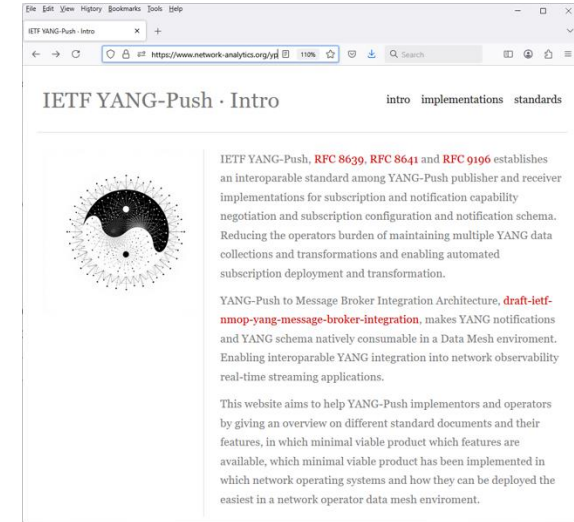 File Edit View History Bookmarks Tools Help
IETF YANG-Push - Intro
https://www.network-analytics.org/yp 110% Search
IETF YANG-Push · Intro
intro implementations standards
IETF YANG-Push, RFC 8639, RFC 8641 and RFC 9196 establishes
an interoparable standard among YANG-Push publisher and receiver
implementations for subscription and notification capability
negotiation and subscription configuration and notification schema.
Reducing the operators burden of maintaining multiple YANG data
collections and transformations and enabling automated
subscription deployment and transformation.
YANG-Push to Message Broker Integration Architecture, draft-ietf-
nmop-yang-message-broker-integration, makes YANG notifications
and YANG schema natively consumable in a Data Mesh enviroment.
Enabling interoparable YANG integration into network observability
real-time streaming applications.
This website aims to help YANG-Push implementors and operators
by giving an overview on different standard documents and their
features, in which minimal viable product which features are
available, which minimal viable product has been implemented in
which network operating systems and how they can be deployed the
easiest in a network operator data mesh enviroment.